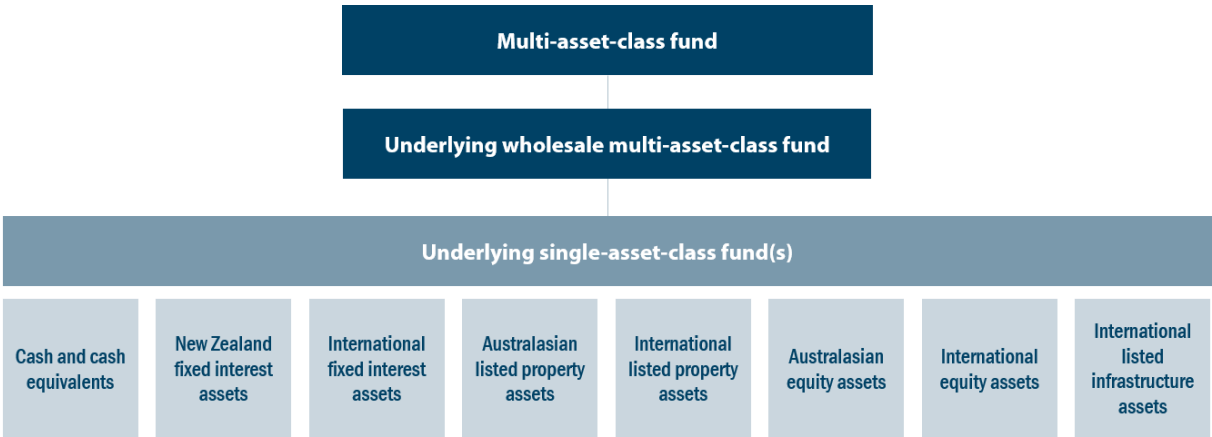 Multi-asset-class fund
Underlying wholesale multi-asset-class fund
Underlying single-asset-class fund(s)
Cash and cash
equivalents
New Zealand
fixed interest
assets
International
fixed interest
assets
Australasian
listed property
assets
International
listed property
assets
Australasian
equity assets
International
equity assets
International
listed
infrastructure
assets